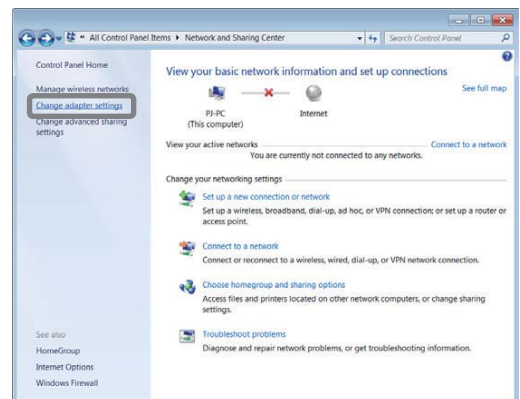 « All Control Panel Items ▸ Network and Sharing Center
Search Control Panel
Control Panel Home
Manage wireless networks
Change adapter settings
Change advanced sharing
settings
View your basic network information and set up connections
See full map
PJ-PC
(This computer)
Internet
View your active networks
Connect to a network
You are currently not connected to any networks.
Change your networking settings
Set up a new connection or network
Set up a wireless, broadband, dial-up, ad hoc, or VPN connection; or set up a router or
access point.
Connect to a network
Connect or reconnect to a wireless, wired, dial-up, or VPN network connection.
Choose homegroup and sharing options
Access files and printers located on other network computers, or change sharing
settings.
Troubleshoot problems
Diagnose and repair network problems, or get troubleshooting information.
See also
HomeGroup
Internet Options
Windows Firewall